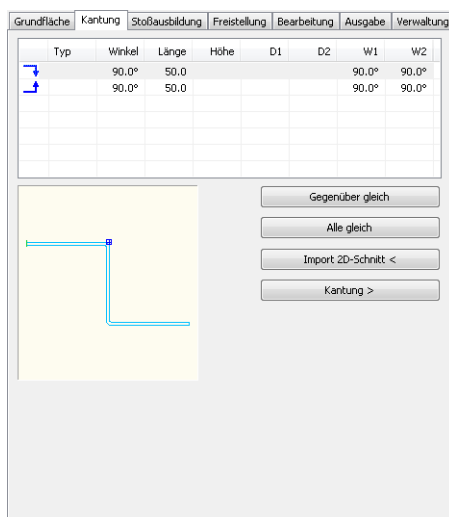 Grundfläche Kantung Stoßausbildung Freistellung Bearbeitung Ausgabe Verwaltung
Typ Winkel Länge Höhe D1 D2 W1 W2
90.0° 50.0 90.0° 90.0°
90.0° 50.0 90.0° 90.0°
Gegenüber gleich
Alle gleich
Import 2D-Schnitt <
Kantung >